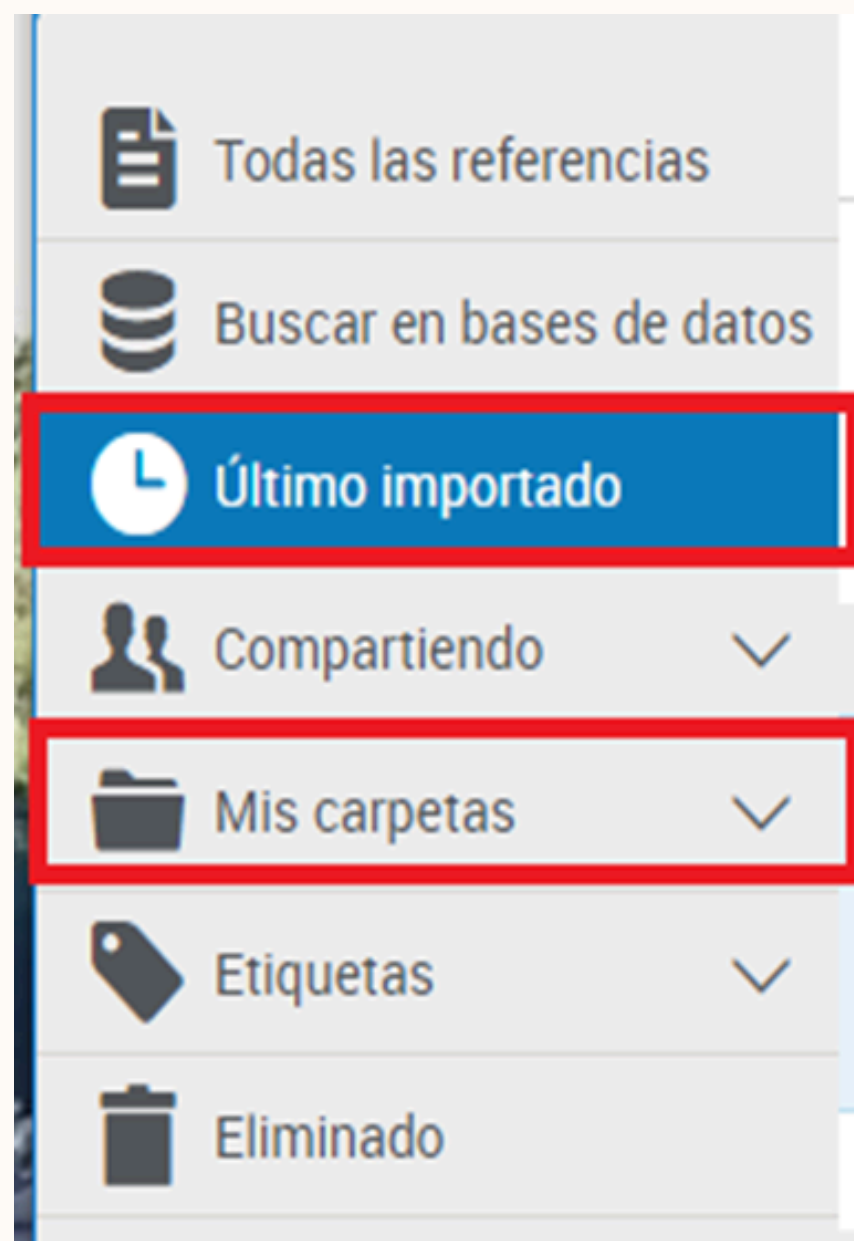 Todas las referencias
Buscar en bases de datos
Último importado
Compartiendo
Mis carpetas
Etiquetas
Eliminado